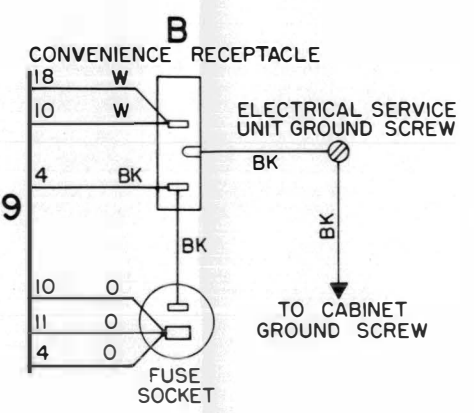 B
CONVENIENCE RECEPTACLE
18 W
10 W
ELECTRICAL SERVICE
UNIT GROUND SCREW
BK
4 BK
9
BK
BK
10 O
11 O
4 O
TO CABINET
GROUND SCREW
FUSE
SOCKET